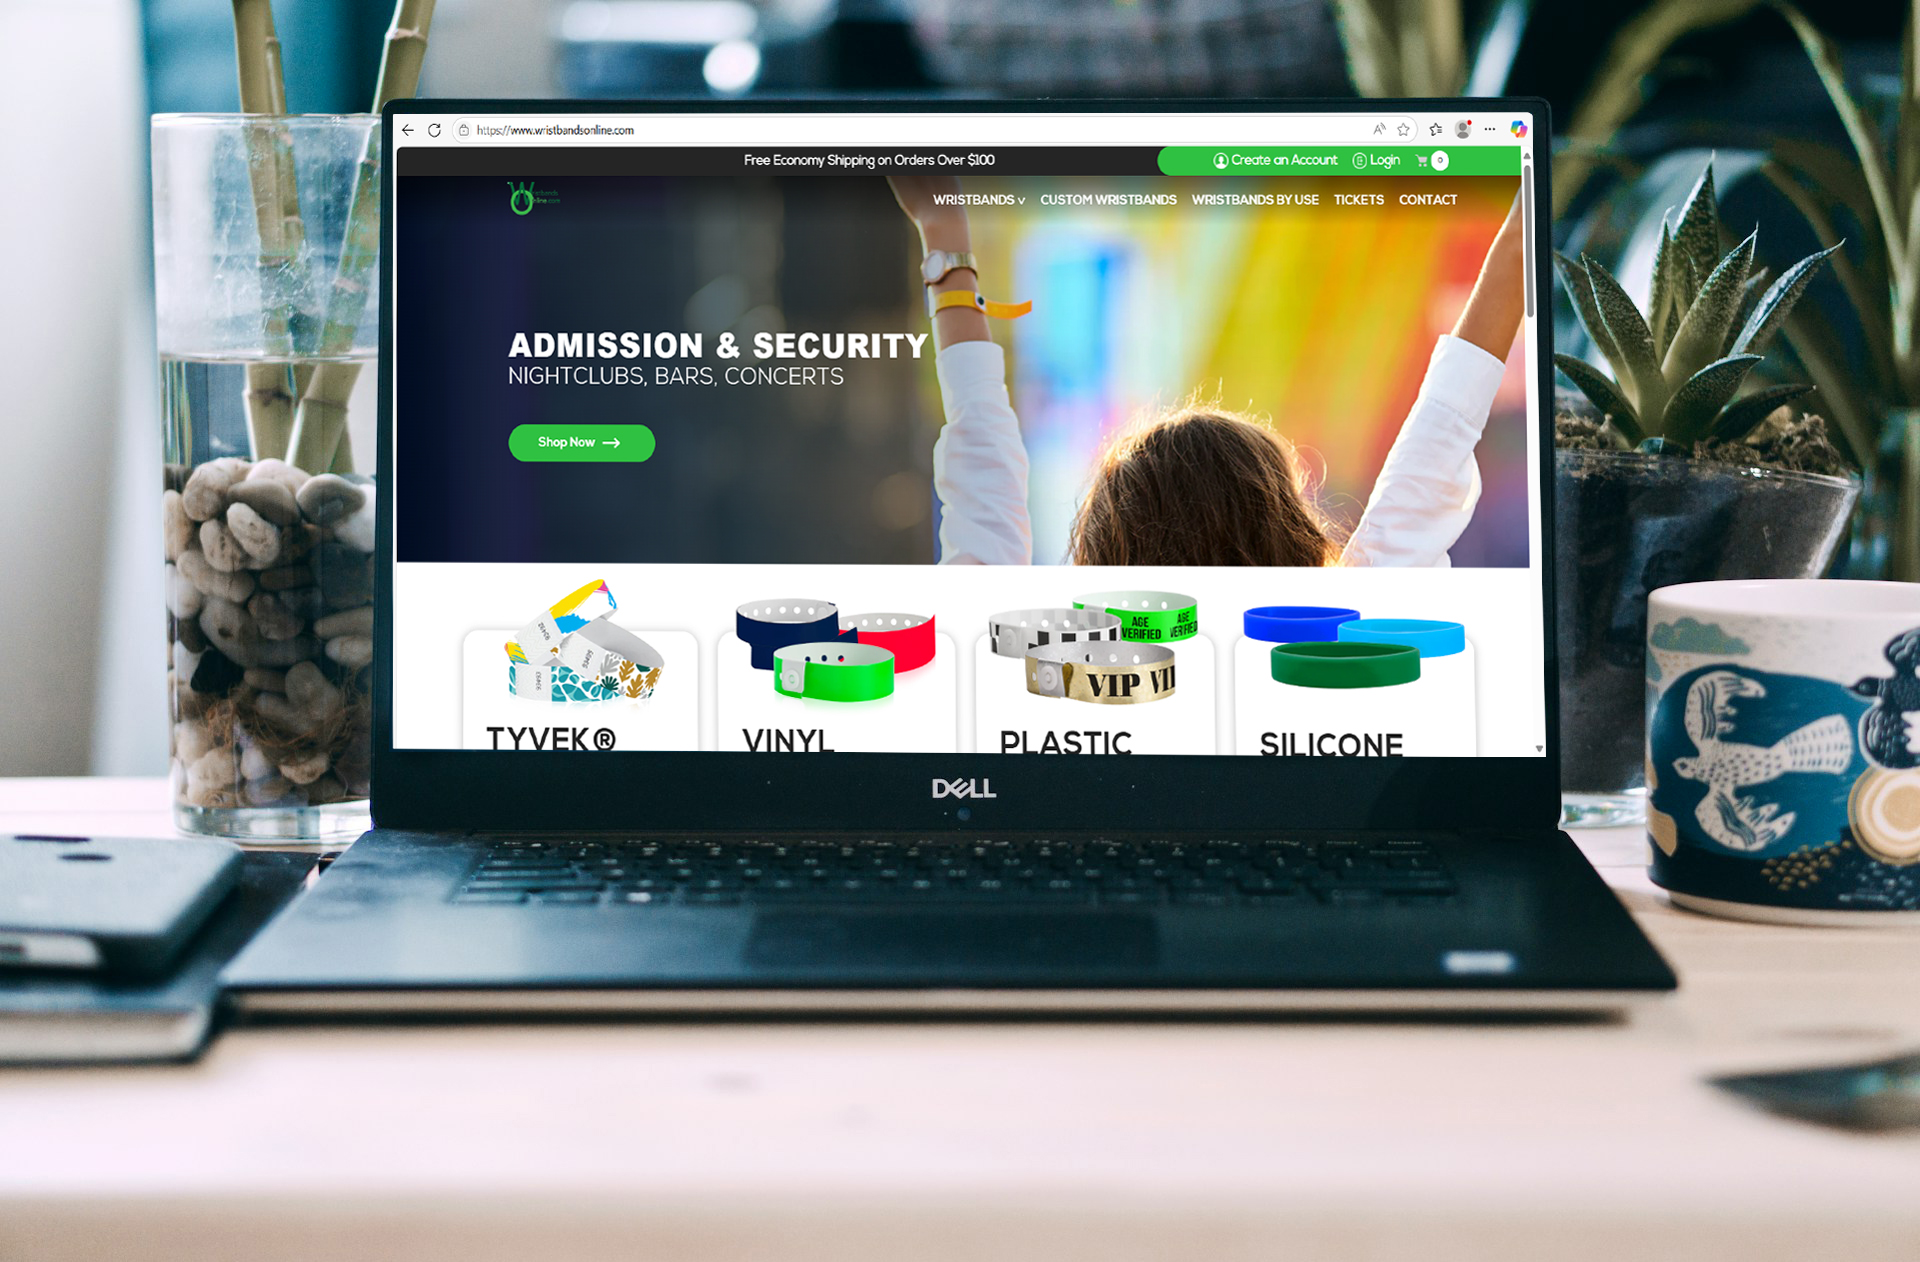 https://www.wristbandsonline.com
Free Economy Shipping on Orders Over $100
Create an Account
Login
0
WRISTBANDS
CUSTOM WRISTBANDS
WRISTBANDS BY USE
TICKETS
CONTACT
ADMISSION & SECURITY
NIGHTCLUBS, BARS, CONCERTS
Shop Now
AGE
VERIFIED
AGE
VERIFIED
VIP VI
TYVEK®
VINYL
PLASTIC
SILICONE
DELL